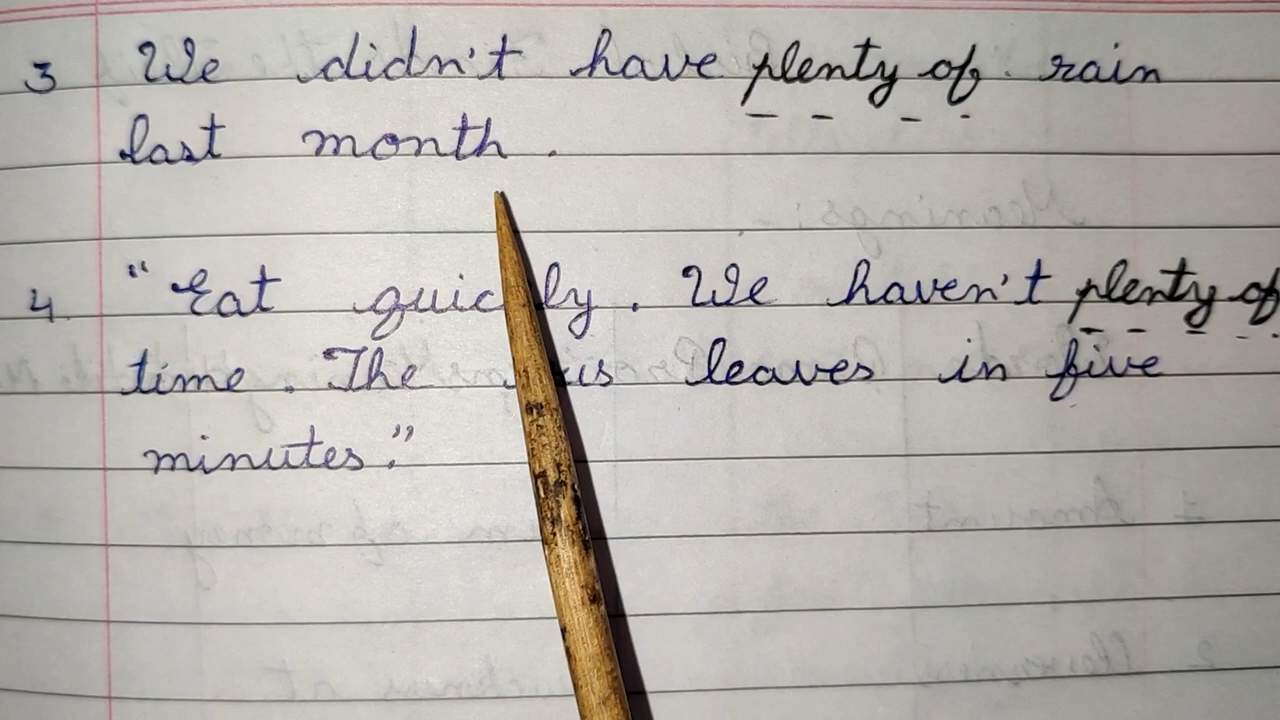 3 We didn't have plenty of rain
last month.
4. "Eat quickly. We haven't plenty of
time. The leaves in five
minutes."